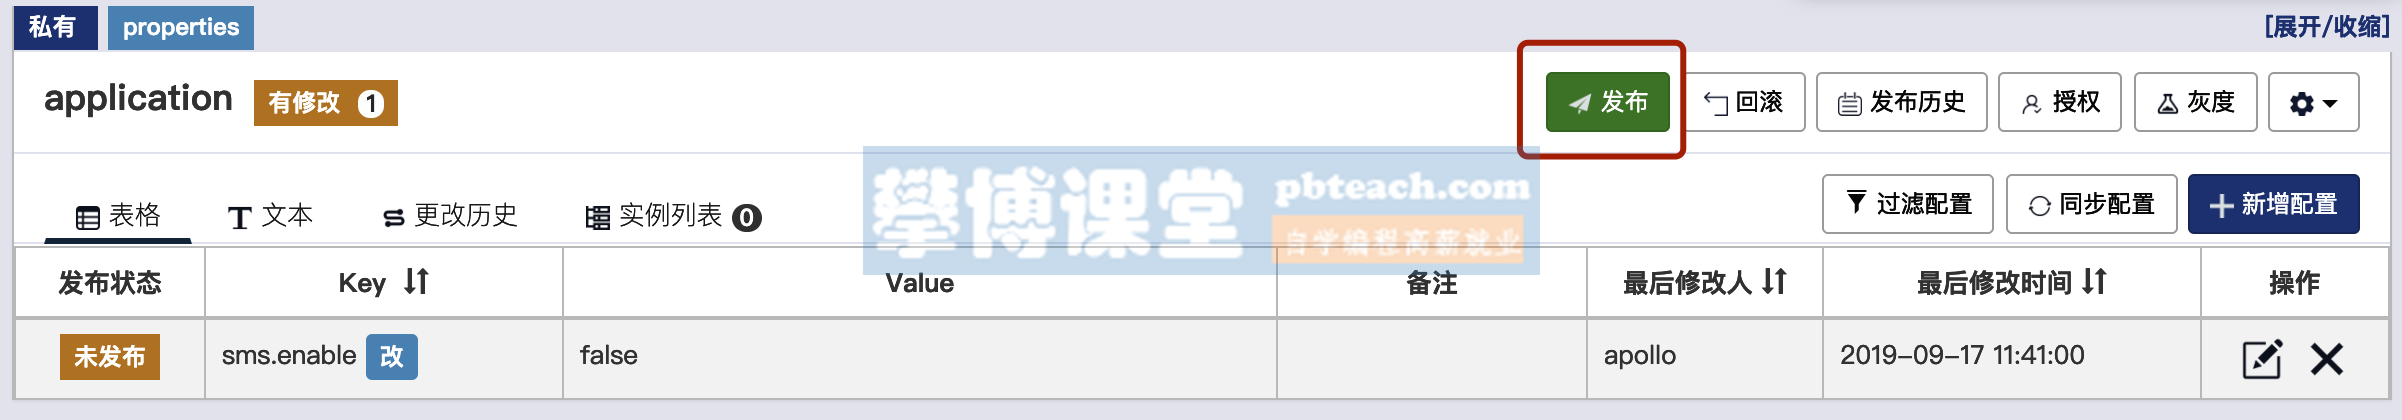 私有 properties [展开/收缩]
application 有修改 1 发布 回滚 发布历史 授权 灰度
攀博课堂 pbteach.com
自学编程高薪就业
表格 文本 更改历史 实例列表 0 过滤配置 同步配置 新增配置
发布状态 Key Value 备注 最后修改人 最后修改时间 操作
未发布 sms.enable 改 false apollo 2019-09-17 11:41:00